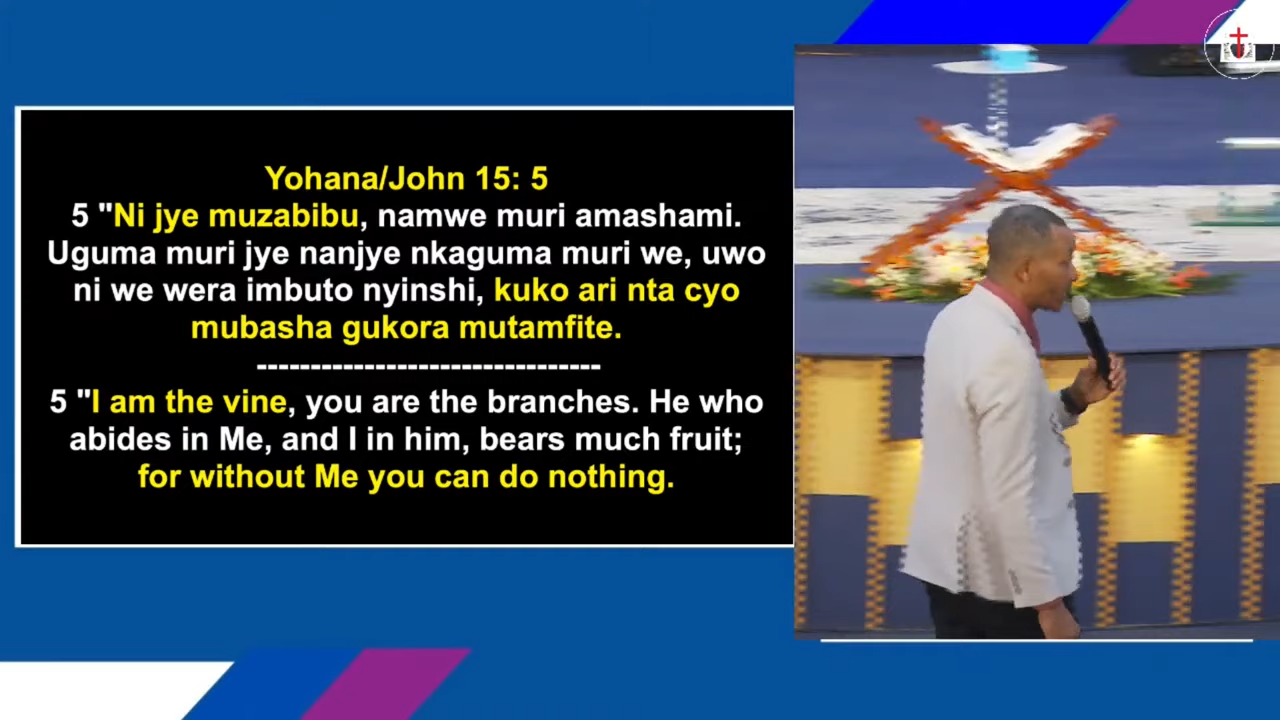 Yohana/John 15: 5
5 "Ni jye muzabibu, namwe muri amashami.
Uguma muri jye nanjye nkaguma muri we, uwo
ni we wera imbuto nyinshi, kuko ari nta cyo
mubasha gukora mutamfite.
--------------------------------
5 "I am the vine, you are the branches. He who
abides in Me, and I in him, bears much fruit;
for without Me you can do nothing.